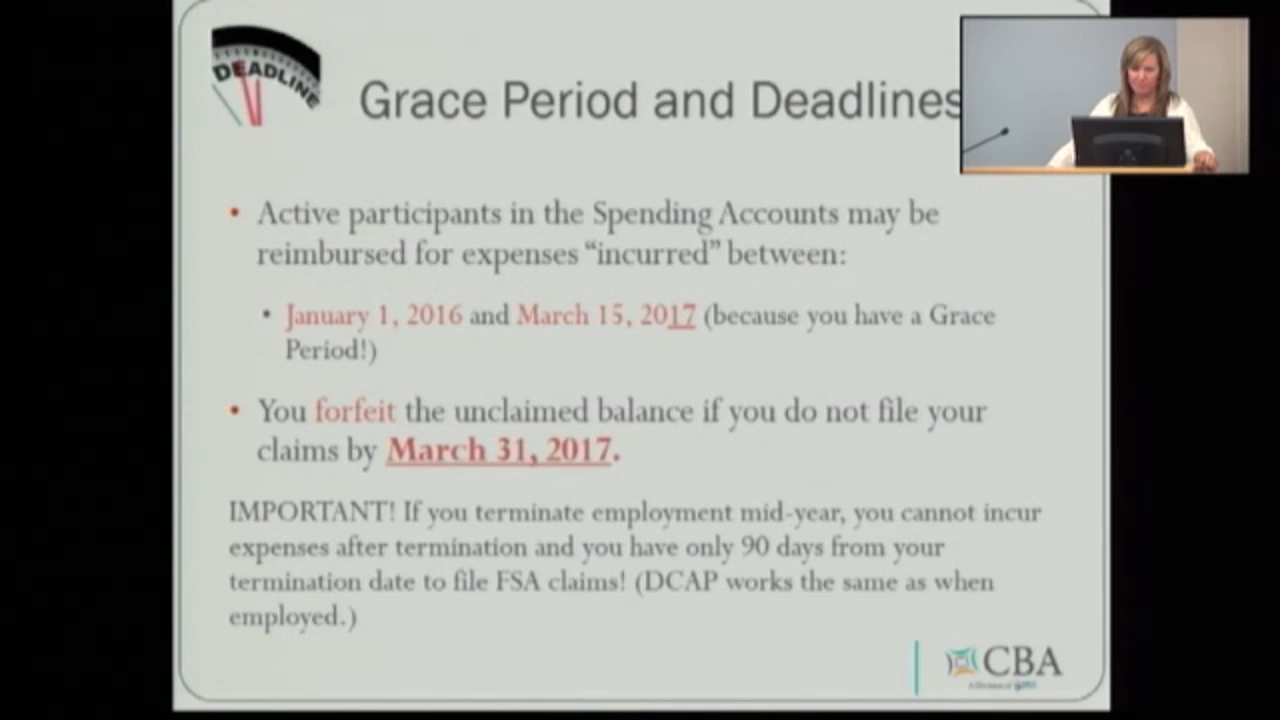 DEADLINE
Grace Period and Deadlines
• Active participants in the Spending Accounts may be
reimbursed for expenses “incurred” between:
• January 1, 2016 and March 15, 2017 (because you have a Grace
Period!)
• You forfeit the unclaimed balance if you do not file your
claims by March 31, 2017.
IMPORTANT! If you terminate employment mid-year, you cannot incur
expenses after termination and you have only 90 days from your
termination date to file FSA claims! (DCAP works the same as when
employed.)
CBA
A Division of